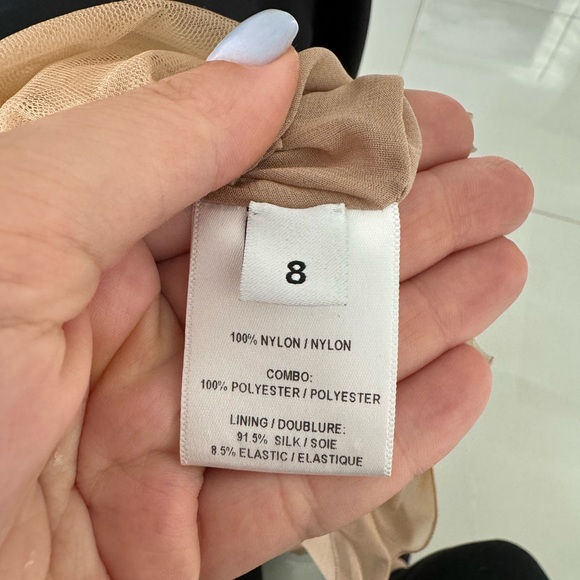 8
100% NYLON / NYLON
COMBO:
100% POLYESTER / POLYESTER
LINING / DOUBLURE:
91.5% SILK / SOIE
8.5% ELASTIC / ELASTIQUE